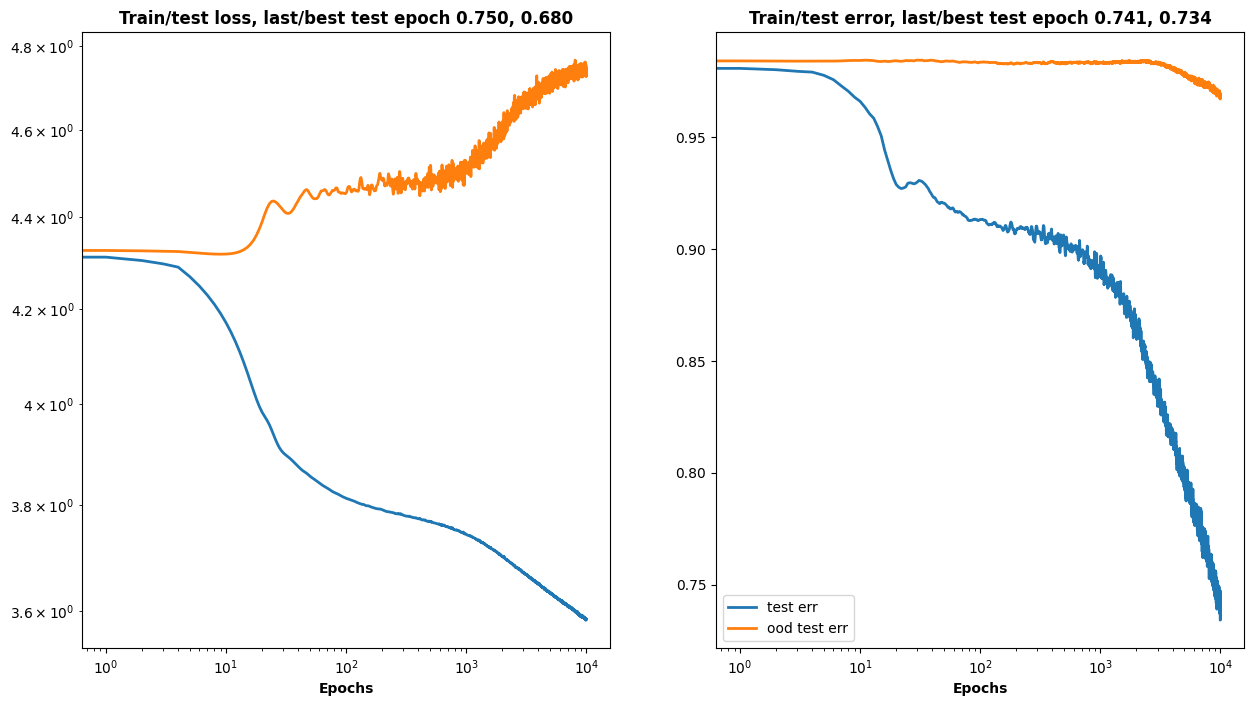 Train/test loss, last/best test epoch 0.750, 0.680
4.8 × 10⁰
4.6 × 10⁰
4.4 × 10⁰
4.2 × 10⁰
4 × 10⁰
3.8 × 10⁰
3.6 × 10⁰
10⁰ 10¹ 10² 10³ 10⁴
Epochs
Train/test error, last/best test epoch 0.741, 0.734
0.95
0.90
0.85
0.80
0.75
test err
ood test err
10⁰ 10¹ 10² 10³ 10⁴
Epochs